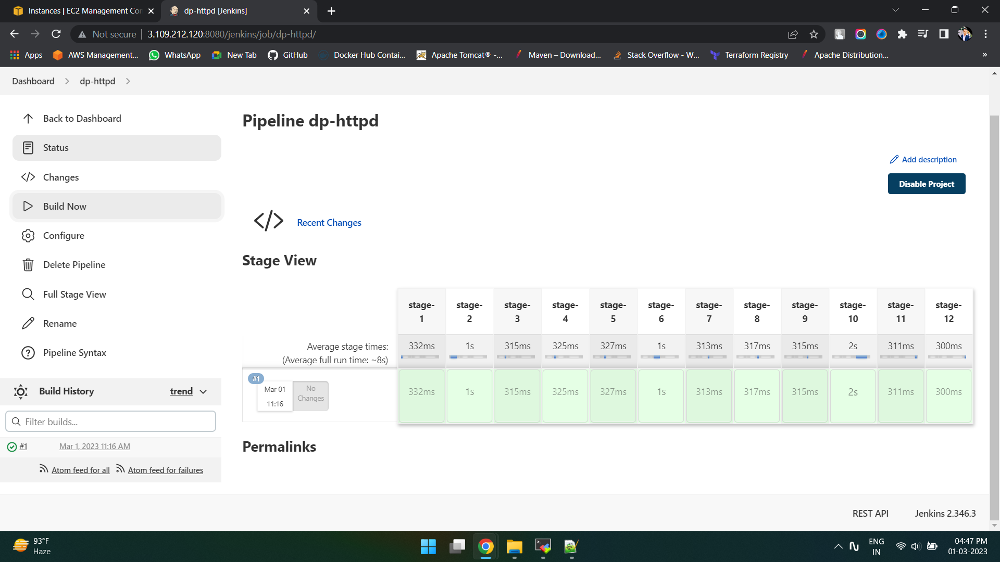 Instances | EC2 Management Con
dp-httpd [Jenkins]
Not secure
3.109.212.120:8080/jenkins/job/dp-httpd/
Apps
AWS Management...
WhatsApp
New Tab
GitHub
Docker Hub Contai...
Apache Tomcat® -...
Maven – Download...
Stack Overflow - W...
Terraform Registry
Apache Distribution...
»
Dashboard
dp-httpd
Back to Dashboard
Status
Changes
Build Now
Configure
Delete Pipeline
Full Stage View
Rename
Pipeline Syntax
Build History
trend
Filter builds...
#1
Mar 1, 2023 11:16 AM
Atom feed for all
Atom feed for failures
Pipeline dp-httpd
Add description
Disable Project
Recent Changes
Stage View
stage-1 stage-2 stage-3 stage-4 stage-5 stage-6 stage-7 stage-8 stage-9 stage-10 stage-11 stage-12
Average stage times:
(Average full run time: ~8s)
332ms 1s 315ms 325ms 327ms 1s 313ms 317ms 315ms 2s 311ms 300ms
#1
Mar 01
11:16
No
Changes
332ms 1s 315ms 325ms 327ms 1s 313ms 317ms 315ms 2s 311ms 300ms
Permalinks
REST API
Jenkins 2.346.3
93°F
Haze
ENG
IN
04:47 PM
01-03-2023